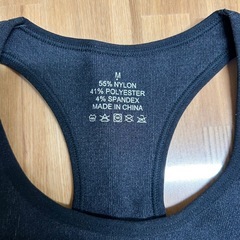 M
55% NYLON
41% POLYESTER
4% SPANDEX
MADE IN CHINA